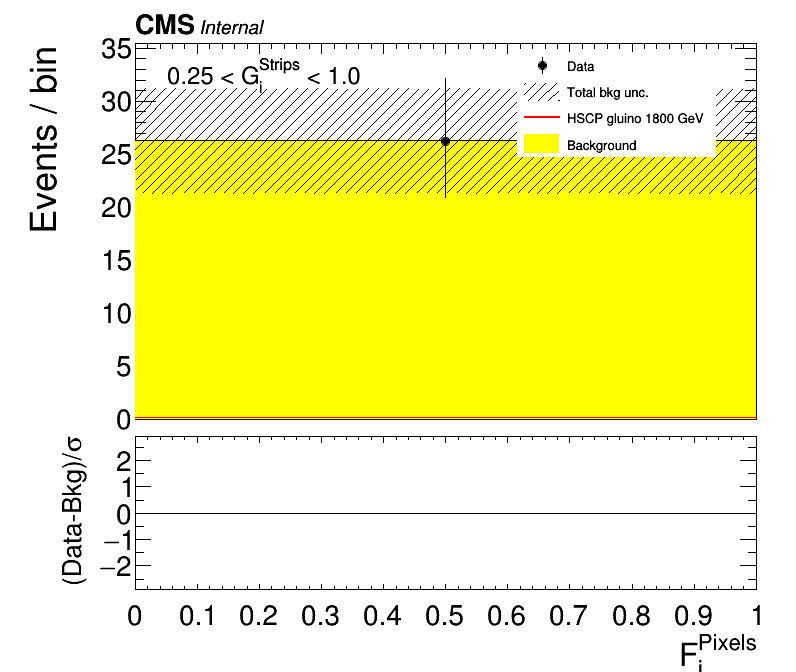 CMS Internal
Events / bin
35
30
25
20
15
10
5
0
0.25 < G_i^Strips < 1.0
Data
Total bkg unc.
HSCP gluino 1800 GeV
Background
(Data-Bkg)/σ
2
1
0
−1
−2
0 0.1 0.2 0.3 0.4 0.5 0.6 0.7 0.8 0.9 1
F_i^Pixels